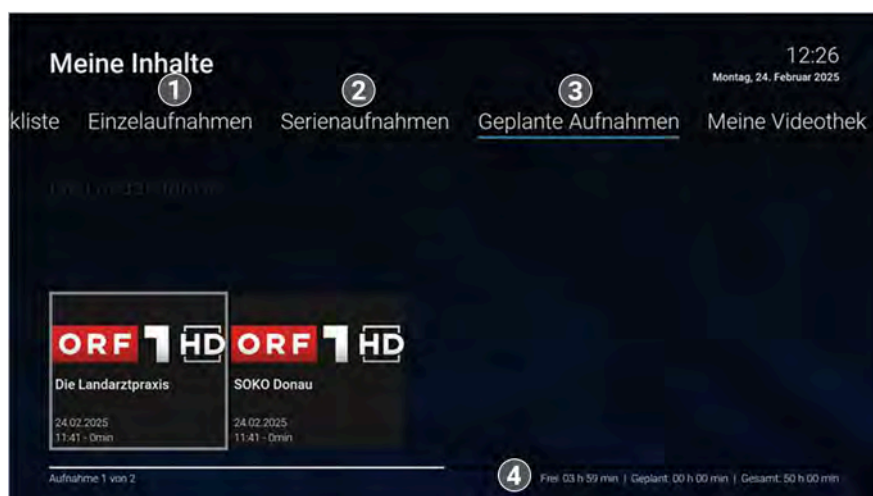 Meine Inhalte
12:26
Montag, 24. Februar 2025
1
2
3
kliste Einzelaufnahmen Serienaufnahmen Geplante Aufnahmen Meine Videothek
Die Landarztpraxis
ORF 1 HD ORF 1 HD
Die Landarztpraxis SOKO Donau
24.02.2025 24.02.2025
11:41 - 0min 11:41 - 0min
Aufnahme 1 von 2
4 Frei: 03 h 59 min | Geplant: 00 h 00 min | Gesamt: 50 h 00 min